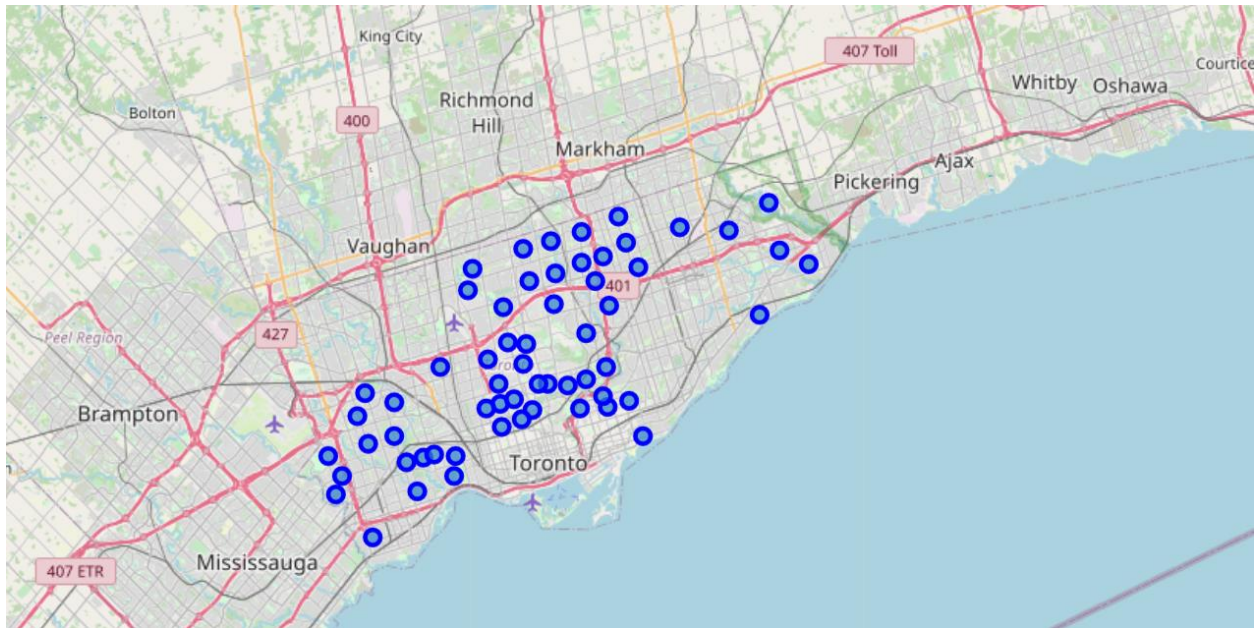 King City
407 Toll
Courtice
Whitby
Oshawa
Bolton
Richmond
Hill
400
Markham
Ajax
Pickering
Vaughan
401
427
Peel Region
Brampton
Toronto
Mississauga
407 ETR